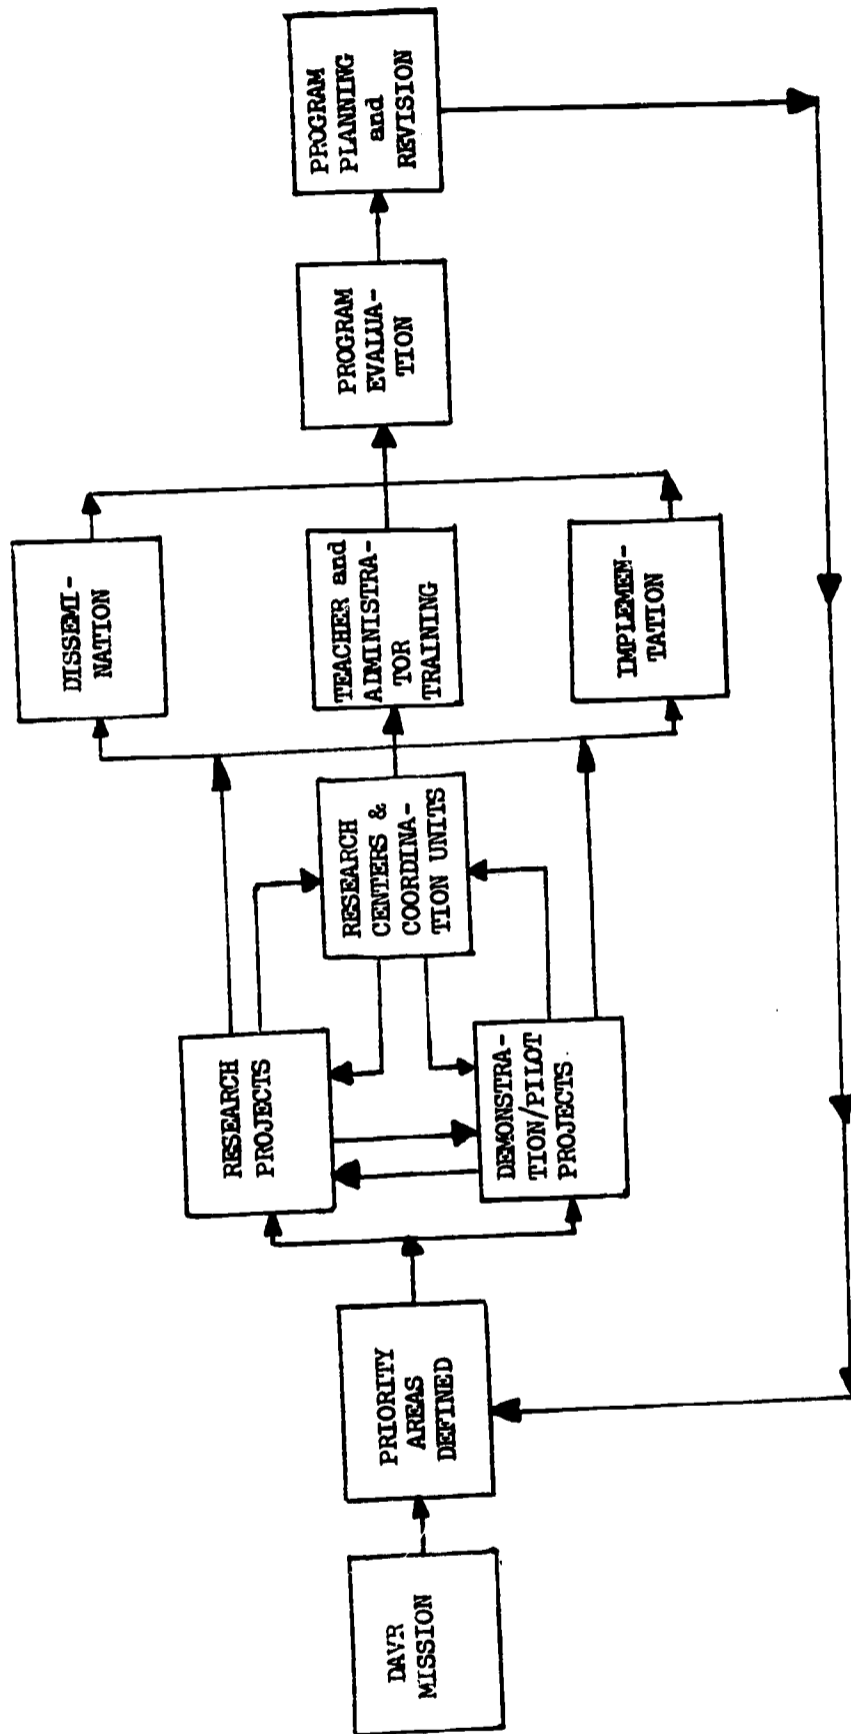 DAVR
MISSION
PRIORITY
AREAS
DEFINED
RESEARCH
PROJECTS
DEMONSTRA-
TION/PILOT
PROJECTS
RESEARCH
CENTERS &
COORDINA-
TION UNITS
DISSEMI-
NATION
TEACHER and
ADMINISTRA-
TOR
TRAINING
IMPLEMEN-
TATION
PROGRAM
EVALUA-
TION
PROGRAM
PLANNING
and
REVISION